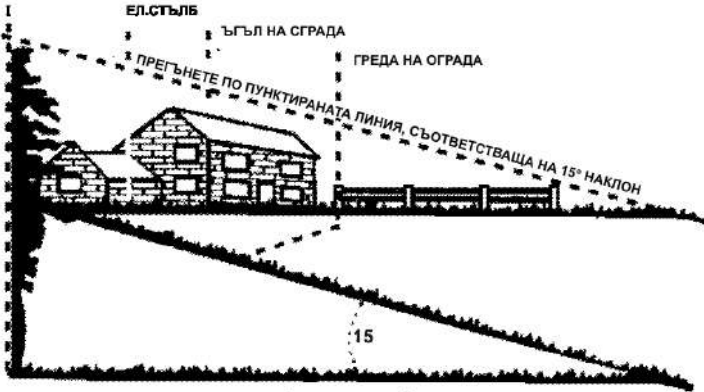 I
ЕЛ.СТЪЛБ
ЪГЪЛ НА СГРАДА
ГРЕДА НА ОГРАДА
ПРЕГЪНЕТЕ ПО ПУНКТИРАНАТА ЛИНИЯ, СЪОТВЕТСТВАЩА НА 15° НАКЛОН
15